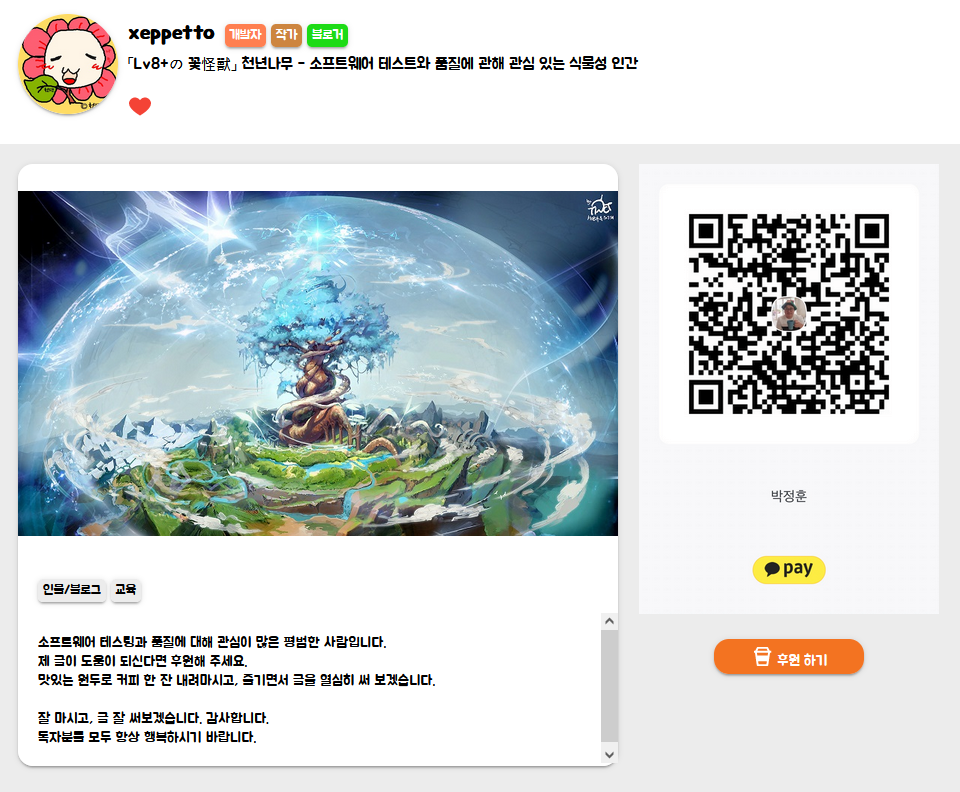 xeppetto 개발자 작가 블로거
「Lv8+の 꽃怪獸」 천년나무 - 소프트웨어 테스트와 품질에 관해 관심 있는 식물성 인간
박정훈
pay
인물/블로그 교육
소프트웨어 테스팅과 품질에 대해 관심이 많은 평범한 사람입니다.
제 글이 도움이 되신다면 후원해 주세요.
맛있는 원두로 커피 한 잔 내려마시고, 즐기면서 글을 열심히 써 보겠습니다.
잘 마시고, 글 잘 써보겠습니다. 감사합니다.
독자분들 모두 항상 행복하시기 바랍니다.
후원 하기